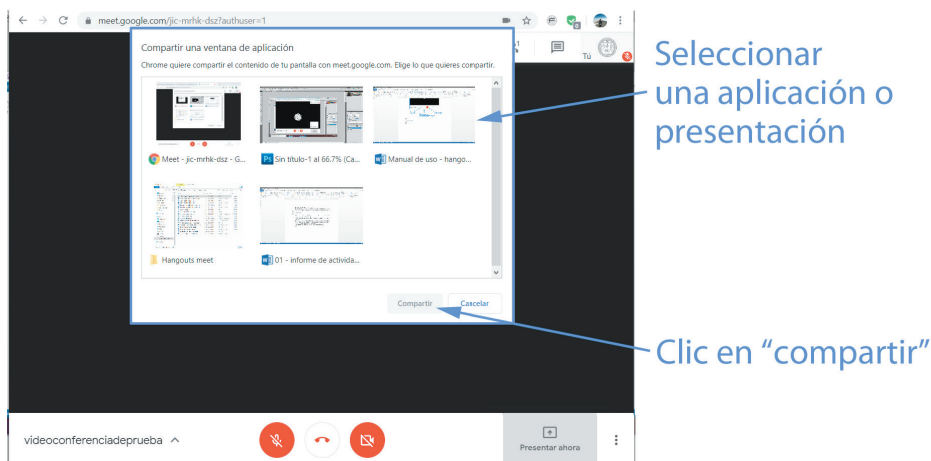 meet.google.com/jic-mrhk-dsz?authuser=1
Compartir una ventana de aplicación
Chrome quiere compartir el contenido de tu pantalla con meet.google.com. Elige lo que quieres compartir.
Meet - jic-mrhk-dsz - G...
Sin título-1 al 66.7% (Ca...
Manual de uso - hango...
Hangouts meet
01 - informe de activida...
Compartir
Cancelar
Tú
Seleccionar
una aplicación o
presentación
Clic en “compartir”
videoconferenciadeprueba
Presentar ahora